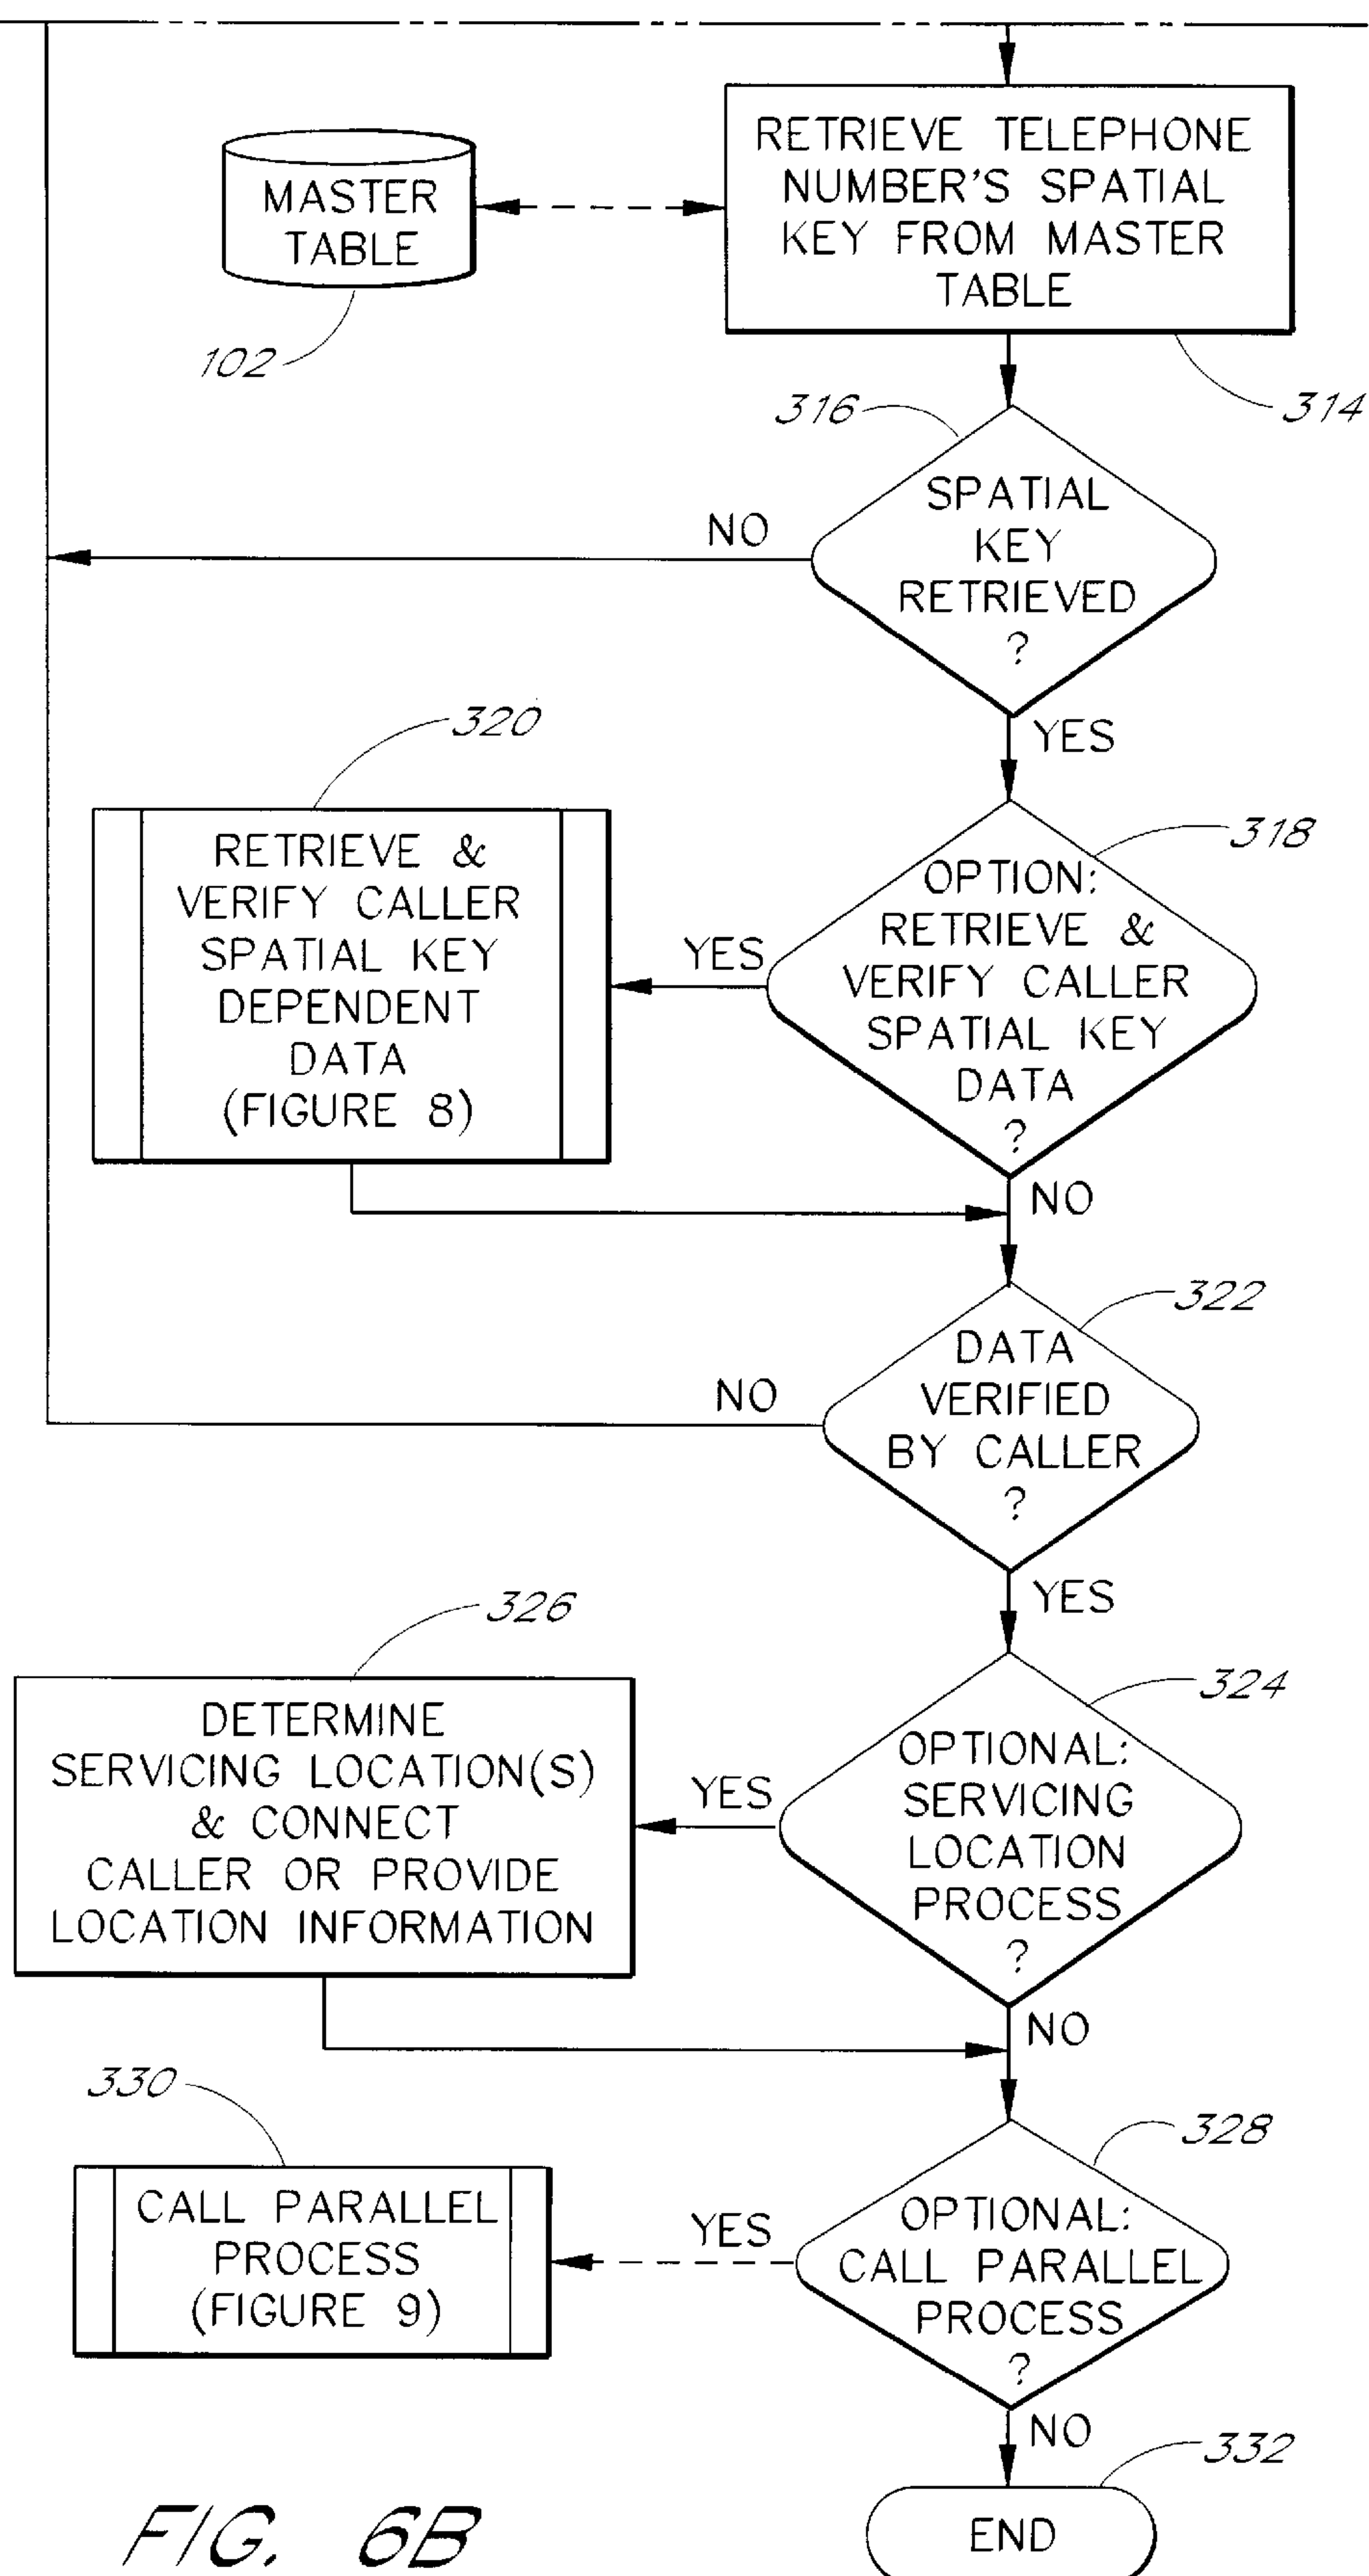 RETRIEVE TELEPHONE
NUMBER'S SPATIAL
KEY FROM MASTER
TABLE
MASTER
TABLE
102
314
316
SPATIAL
KEY
RETRIEVED
?
NO
YES
320
RETRIEVE &
VERIFY CALLER
SPATIAL KEY
DEPENDENT
DATA
(FIGURE 8)
318
OPTION:
RETRIEVE &
VERIFY CALLER
SPATIAL KEY
DATA
?
YES
NO
322
DATA
VERIFIED
BY CALLER
?
NO
YES
326
DETERMINE
SERVICING LOCATION(S)
& CONNECT
CALLER OR PROVIDE
LOCATION INFORMATION
324
OPTIONAL:
SERVICING
LOCATION
PROCESS
?
YES
NO
330
CALL PARALLEL
PROCESS
(FIGURE 9)
328
OPTIONAL:
CALL PARALLEL
PROCESS
?
YES
NO
332
END
FIG. 6B